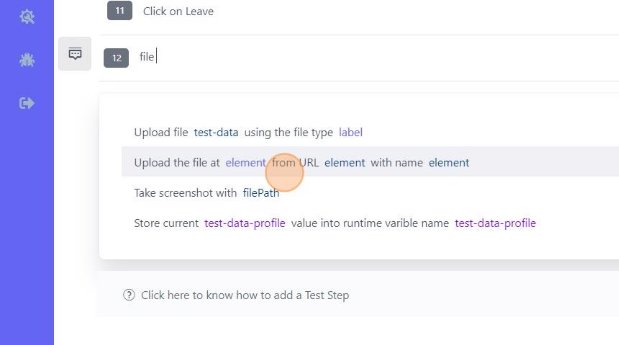 11 Click on Leave
12 file
Upload file test-data using the file type label
Upload the file at element from URL element with name element
Take screenshot with filePath
Store current test-data-profile value into runtime varible name test-data-profile
Click here to know how to add a Test Step